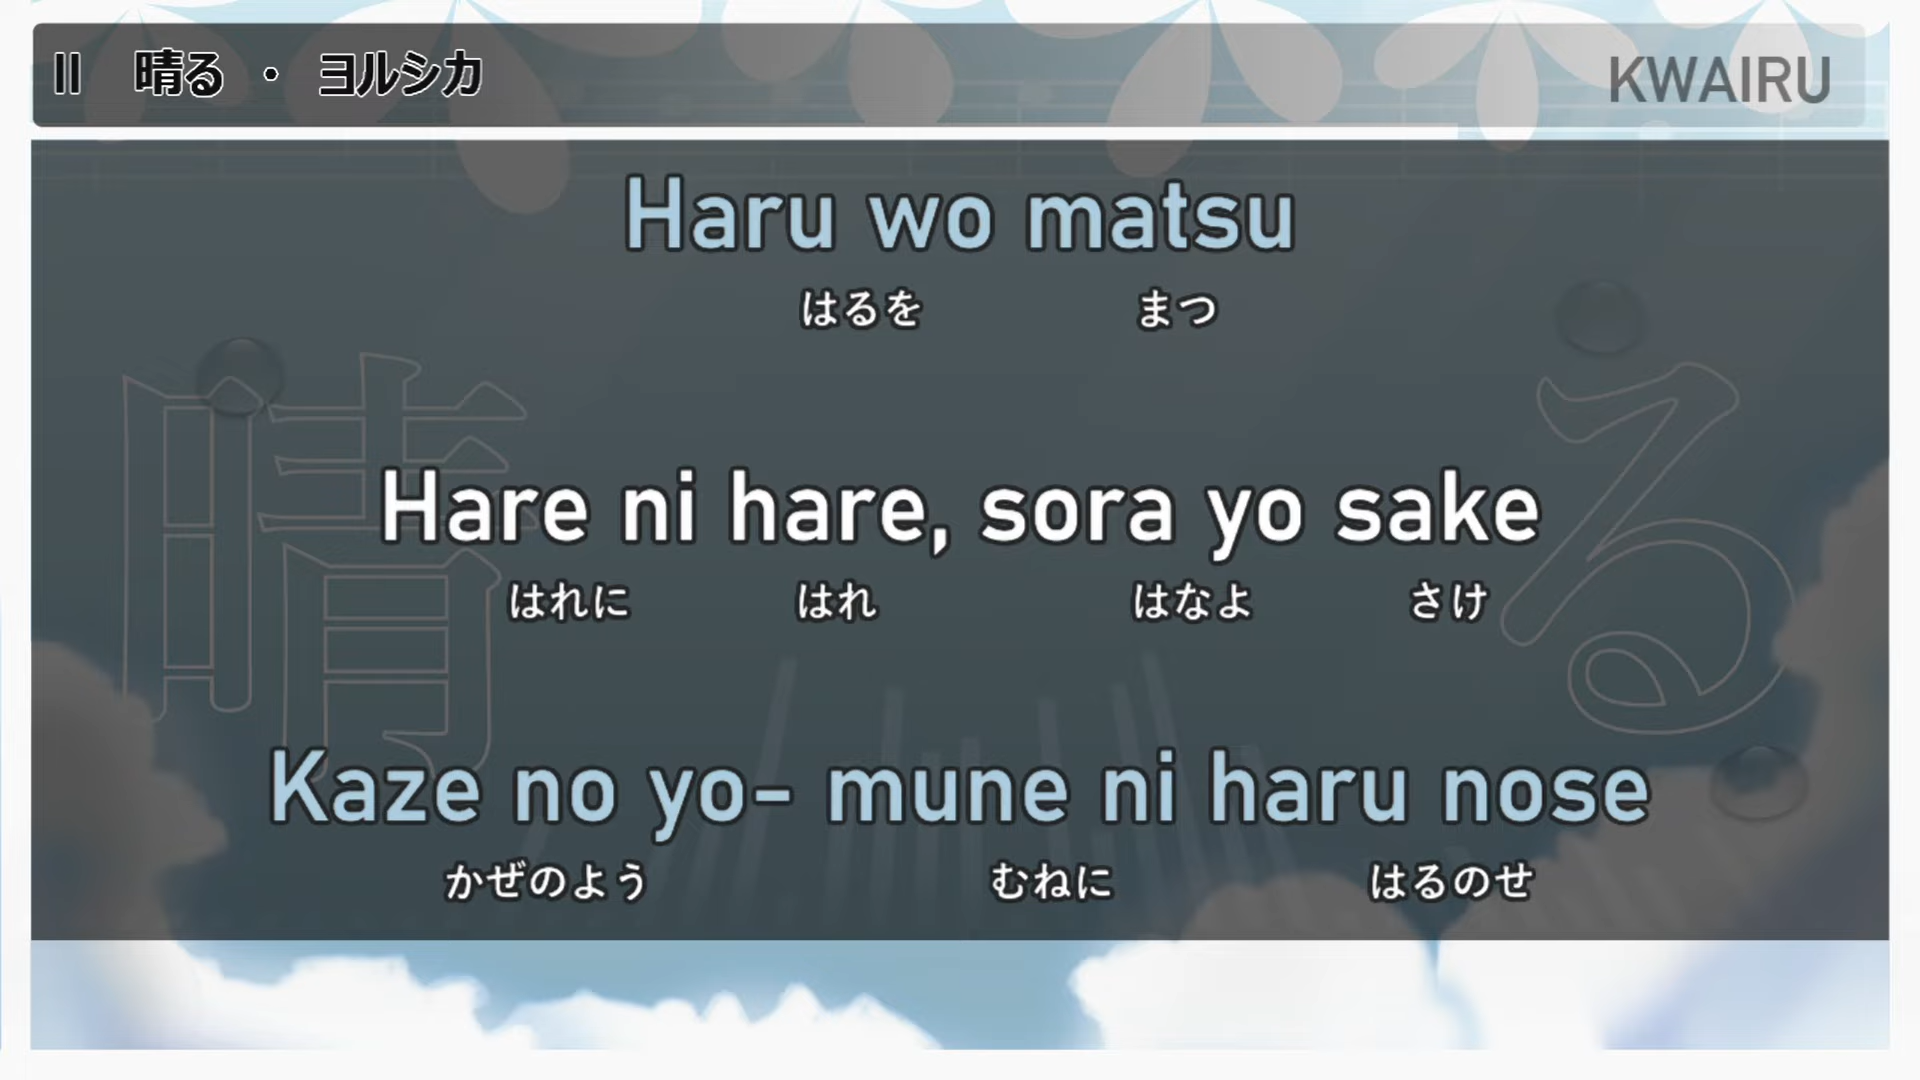 晴る ・ ヨルシカ
KWAIRU
Haru wo matsu
はるを まつ
Hare ni hare, sora yo sake
はれに はれ はなよ さけ
Kaze no yo- mune ni haru nose
かぜのよう むねに はるのせ
晴る